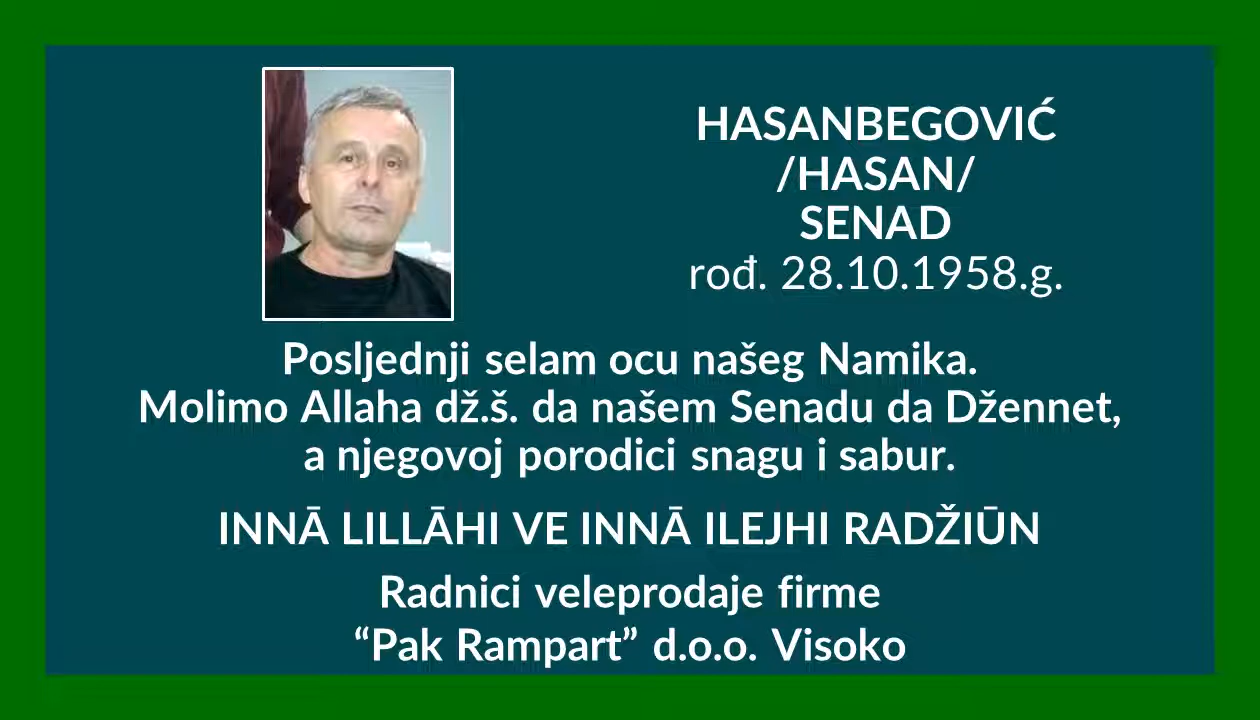 HASANBEGOVIĆ
/HASAN/
SENAD
rođ. 28.10.1958.g.
Posljednji selam ocu našeg Namika.
Molimo Allaha dž.š. da našem Senadu da Džennet,
a njegovoj porodici snagu i sabur.
INNĀ LILLĀHI VE INNĀ ILEJHI RADŽIŪN
Radnici veleprodaje firme
“Pak Rampart” d.o.o. Visoko